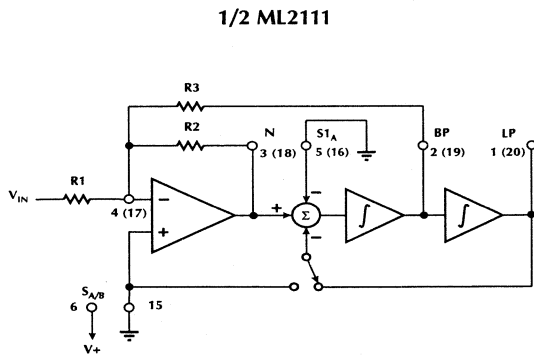 1/2 ML2111
R3
R2
N
3 (18)
S1A
5 (16)
BP
2 (19)
LP
1 (20)
VIN
R1
4 (17)
−
+
+
Σ
−
−
∫
∫
SA/B
6
15
V+